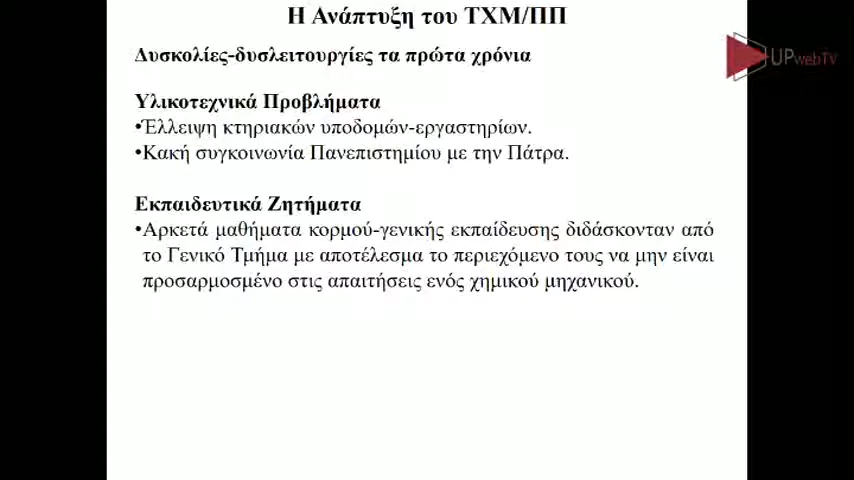 Η Ανάπτυξη του ΤΧΜ/ΠΠ
Δυσκολίες-δυσλειτουργίες τα πρώτα χρόνια
UPwebTV
Υλικοτεχνικά Προβλήματα
•Έλλειψη κτηριακών υποδομών-εργαστηρίων.
•Κακή συγκοινωνία Πανεπιστημίου με την Πάτρα.
Εκπαιδευτικά Ζητήματα
•Αρκετά μαθήματα κορμού-γενικής εκπαίδευσης διδάσκονταν από
το Γενικό Τμήμα με αποτέλεσμα το περιεχόμενο τους να μην είναι
προσαρμοσμένο στις απαιτήσεις ενός χημικού μηχανικού.